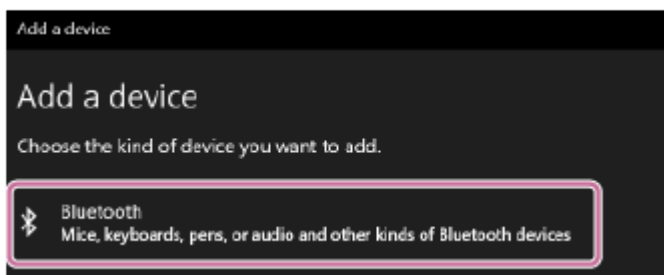 Add a device
Add a device
Choose the kind of device you want to add.
Bluetooth
Mice, keyboards, pens, or audio and other kinds of Bluetooth devices